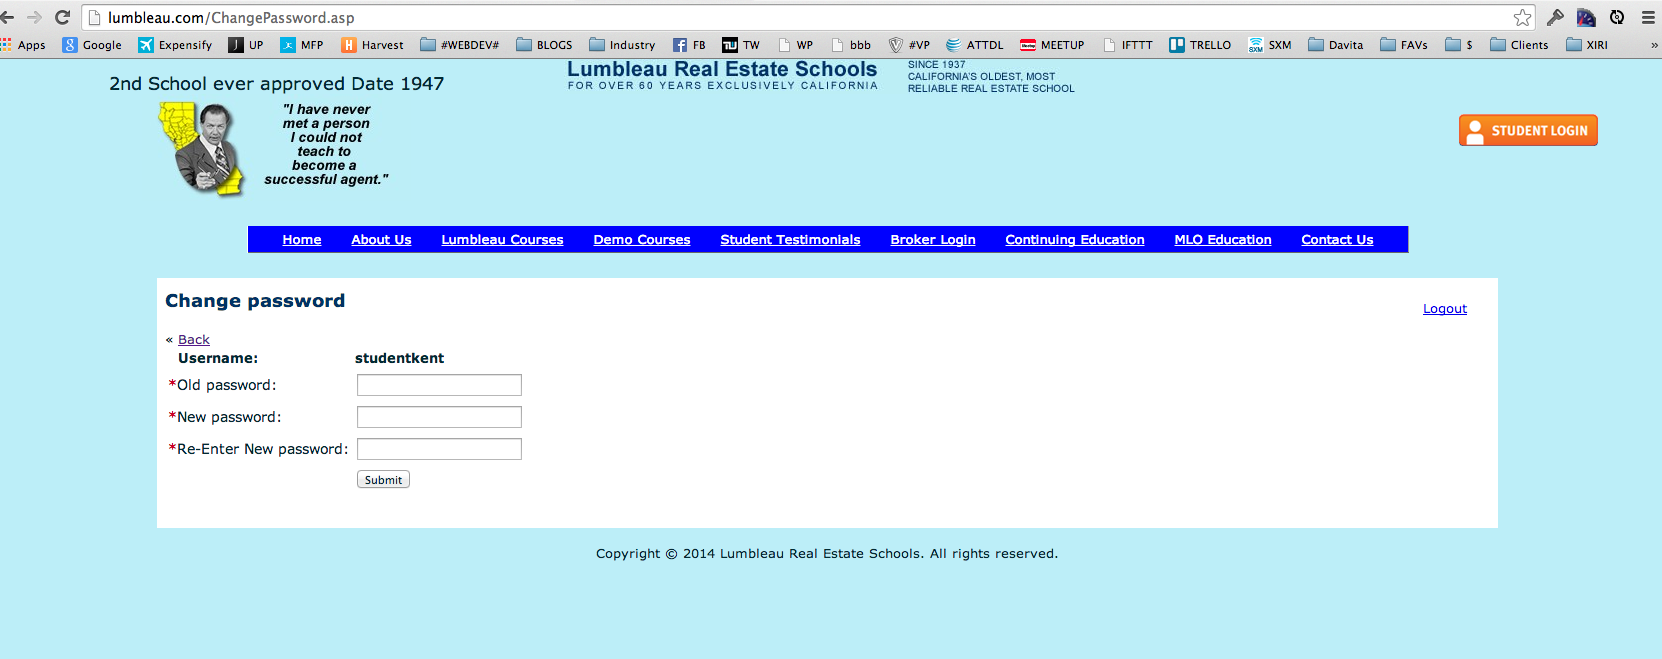 lumbleau.com/ChangePassword.asp
Apps Google Expensify UP MFP Harvest #WEBDEV# BLOGS Industry FB TW WP bbb #VP ATTDL MEETUP IFTTT TRELLO SXM Davita FAVs $ Clients XIRI »
2nd School ever approved Date 1947
"I have never
met a person
I could not
teach to
become a
successful agent."
Lumbleau Real Estate Schools
FOR OVER 60 YEARS EXCLUSIVELY CALIFORNIA
SINCE 1937
CALIFORNIA'S OLDEST, MOST
RELIABLE REAL ESTATE SCHOOL
STUDENT LOGIN
Home About Us Lumbleau Courses Demo Courses Student Testimonials Broker Login Continuing Education MLO Education Contact Us
Change password
Logout
« Back
Username: studentkent
*Old password:
*New password:
*Re-Enter New password:
Submit
Copyright © 2014 Lumbleau Real Estate Schools. All rights reserved.